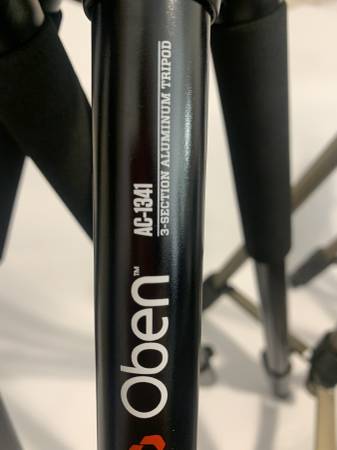 Oben™
AC-1341
3-SECTION ALUMINUM TRIPOD